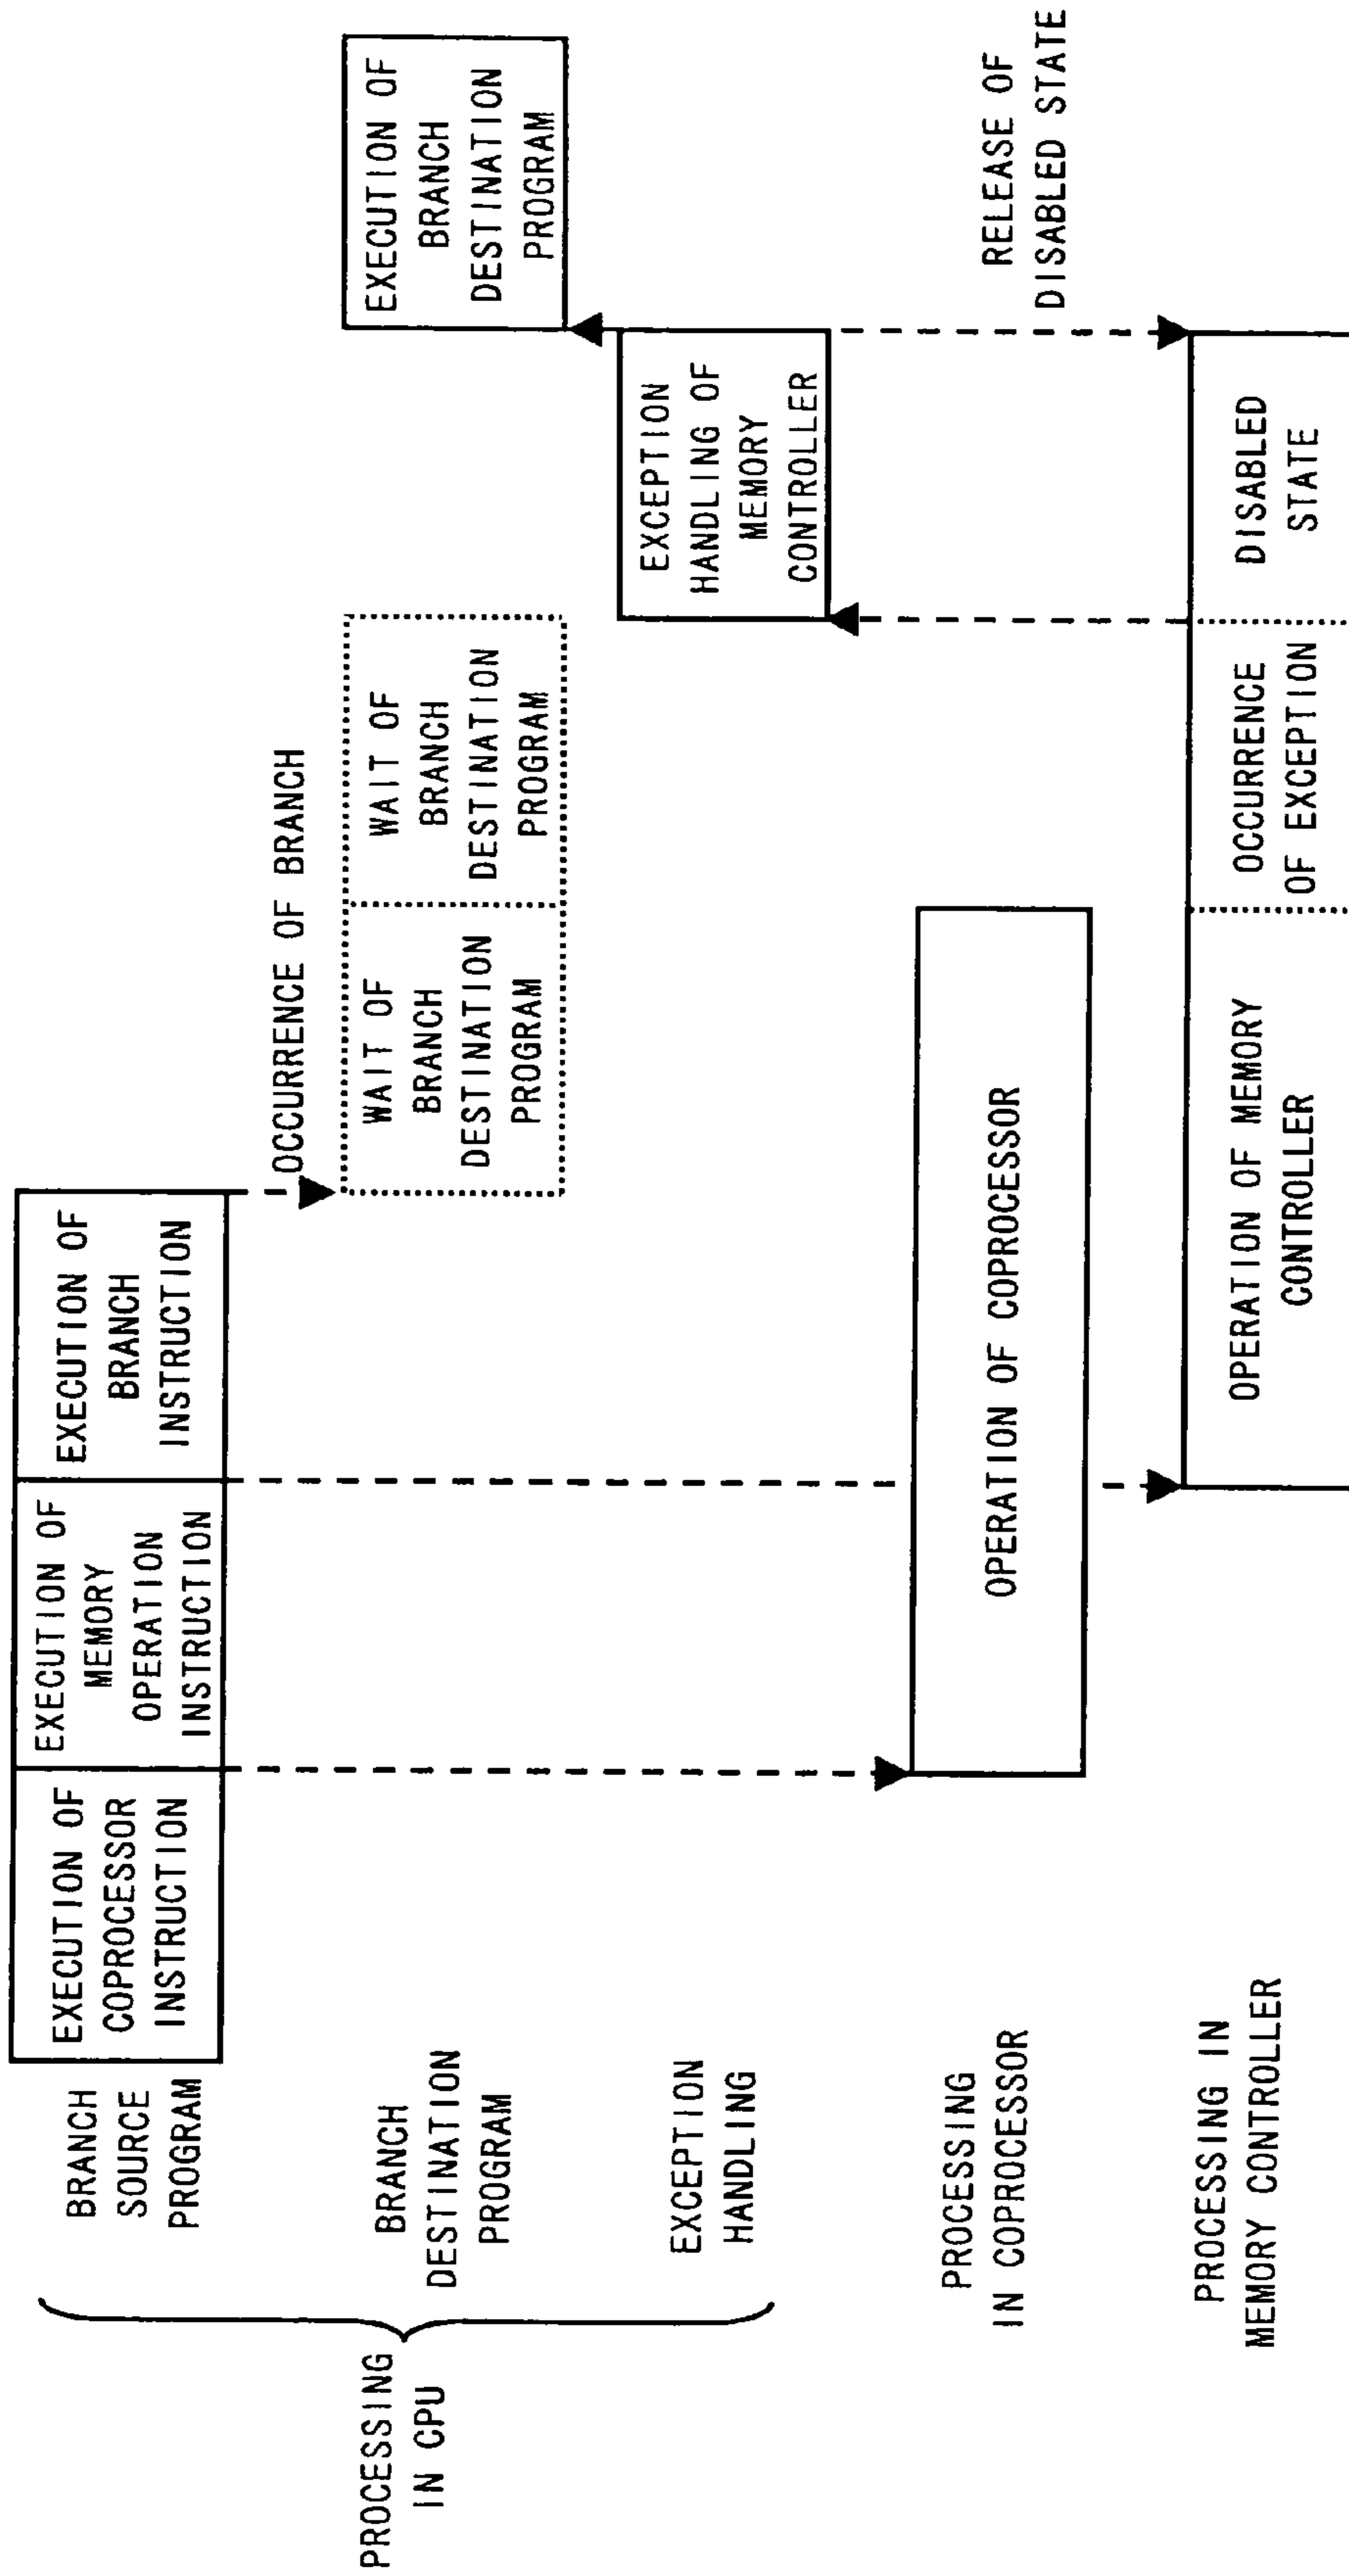 PROCESSING
IN CPU
BRANCH
SOURCE
PROGRAM
EXECUTION OF
COPROCESSOR
INSTRUCTION
EXECUTION OF
MEMORY
OPERATION
INSTRUCTION
EXECUTION OF
BRANCH
INSTRUCTION
OCCURRENCE OF BRANCH
BRANCH
DESTINATION
PROGRAM
WAIT OF
BRANCH
DESTINATION
PROGRAM
WAIT OF
BRANCH
DESTINATION
PROGRAM
EXECUTION OF
BRANCH
DESTINATION
PROGRAM
EXCEPTION
HANDLING
EXCEPTION
HANDLING OF
MEMORY
CONTROLLER
PROCESSING
IN COPROCESSOR
OPERATION OF COPROCESSOR
RELEASE OF
DISABLED STATE
PROCESSING IN
MEMORY CONTROLLER
OPERATION OF MEMORY
CONTROLLER
OCCURRENCE
OF EXCEPTION
DISABLED
STATE